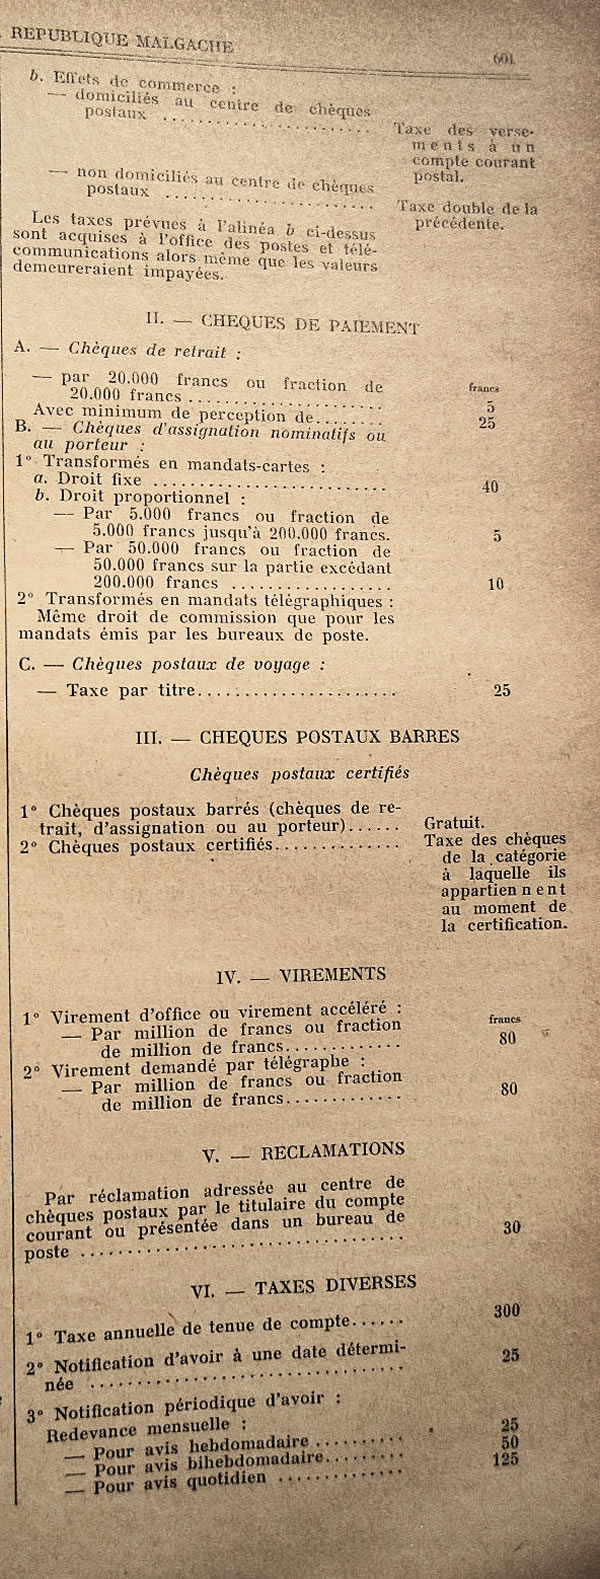 REPUBLIQUE MALGACHE
601
b. Effets de commerce :
— domiciliés au centre de chèques
postaux ..............................
Taxe des verse-
ments à un
compte courant
postal.
— non domiciliés au centre de chèques
postaux ..............................
Taxe double de la
précédente.
Les taxes prévues à l'alinéa b ci-dessus
sont acquises à l'office des postes et télé-
communications alors même que les valeurs
demeureraient impayées.
II. — CHEQUES DE PAIEMENT
A. — Chèques de retrait :
francs
— par 20.000 francs ou fraction de
20.000 francs ........................ 5
Avec minimum de perception de........ 25
B. — Chèques d'assignation nominatifs ou
au porteur :
1° Transformés en mandats-cartes :
a. Droit fixe ........................... 40
b. Droit proportionnel :
— Par 5.000 francs ou fraction de
5.000 francs jusqu'à 200.000 francs. 5
— Par 50.000 francs ou fraction de
50.000 francs sur la partie excédant
200.000 francs .................... 10
2° Transformés en mandats télégraphiques :
Même droit de commission que pour les
mandats émis par les bureaux de poste.
C. — Chèques postaux de voyage :
— Taxe par titre...................... 25
III. — CHEQUES POSTAUX BARRES
Chèques postaux certifiés
1° Chèques postaux barrés (chèques de re-
trait, d'assignation ou au porteur)...... Gratuit.
2° Chèques postaux certifiés.............. Taxe des chèques
de la catégorie
à laquelle ils
appartiennent
au moment de
la certification.
IV. — VIREMENTS
francs
1° Virement d'office ou virement accéléré :
— Par million de francs ou fraction
de million de francs............. 80
2° Virement demandé par télégraphe :
— Par million de francs ou fraction
de million de francs............. 80
V. — RECLAMATIONS
Par réclamation adressée au centre de
chèques postaux par le titulaire du compte
courant ou présentée dans un bureau de
poste .................................... 30
VI. — TAXES DIVERSES
1° Taxe annuelle de tenue de compte...... 300
2° Notification d'avoir à une date détermi-
née ................................... 25
3° Notification périodique d'avoir :
Redevance mensuelle :
— Pour avis hebdomadaire .......... 25
— Pour avis bihebdomadaire......... 50
— Pour avis quotidien .............. 125